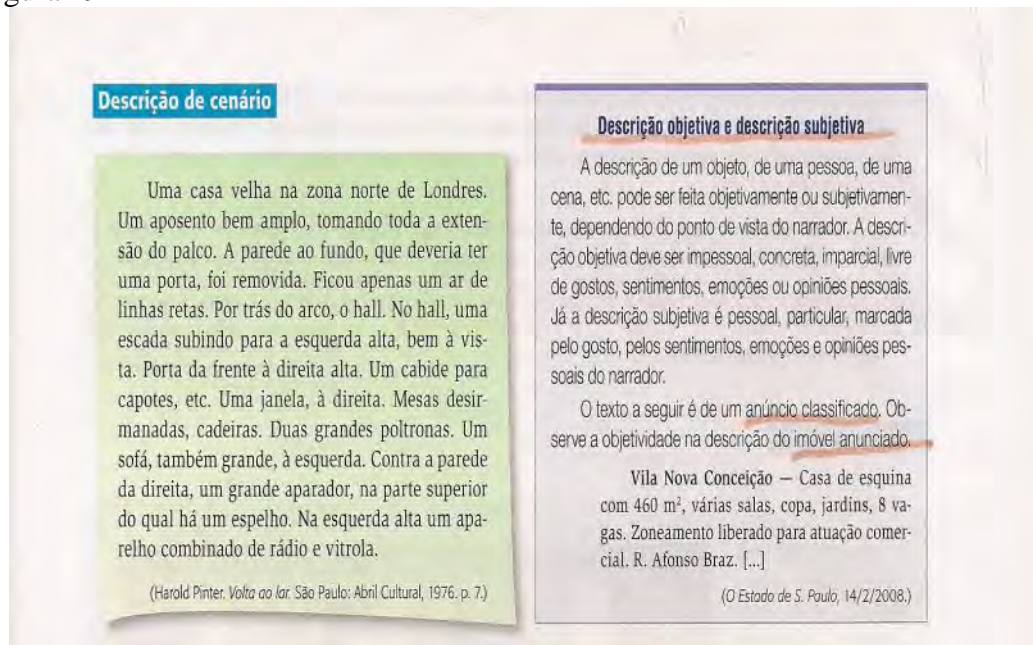 Descrição de cenário
Uma casa velha na zona norte de Londres.
Um aposento bem amplo, tomando toda a exten-
são do palco. A parede ao fundo, que deveria ter
uma porta, foi removida. Ficou apenas um ar de
linhas retas. Por trás do arco, o hall. No hall, uma
escada subindo para a esquerda alta, bem à vis-
ta. Porta da frente à direita alta. Um cabide para
capotes, etc. Uma janela, à direita. Mesas desir-
manadas, cadeiras. Duas grandes poltronas. Um
sofá, também grande, à esquerda. Contra a parede
da direita, um grande aparador, na parte superior
do qual há um espelho. Na esquerda alta um apa-
relho combinado de rádio e vitrola.
(Harold Pinter. Volta ao lar. São Paulo: Abril Cultural, 1976. p. 7.)
Descrição objetiva e descrição subjetiva
A descrição de um objeto, de uma pessoa, de uma
cena, etc. pode ser feita objetivamente ou subjetivamen-
te, dependendo do ponto de vista do narrador. A descri-
ção objetiva deve ser impessoal, concreta, imparcial, livre
de gostos, sentimentos, emoções ou opiniões pessoais.
Já a descrição subjetiva é pessoal, particular, marcada
pelo gosto, pelos sentimentos, emoções e opiniões pes-
soais do narrador.
O texto a seguir é de um anúncio classificado. Ob-
serve a objetividade na descrição do imóvel anunciado.
Vila Nova Conceição — Casa de esquina
com 460 m², várias salas, copa, jardins, 8 va-
gas. Zoneamento liberado para atuação comer-
cial. R. Afonso Braz. [...]
(O Estado de S. Paulo, 14/2/2008.)